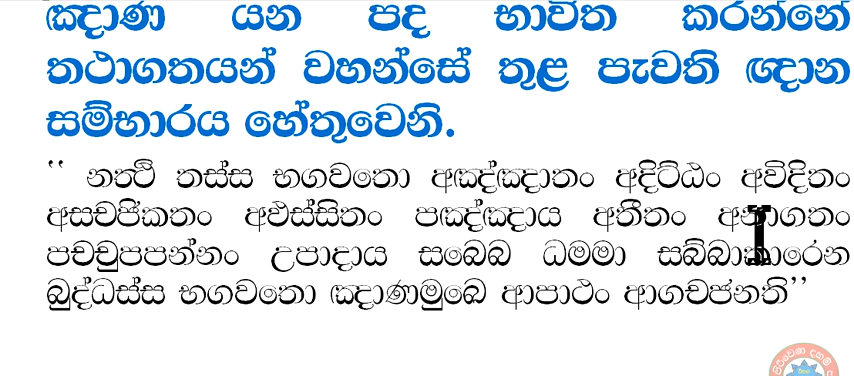 ඤාණ යන පද භාවිත කරන්නේ
තථාගතයන් වහන්සේ තුළ පැවති ඥාන
සම්භාරය හේතුවෙනි.
‘‘ නත්‍ථි තස්ස භගවතො අඤ්ඤාතං අදිට්ඨං අවිදිතං
අසච්ඡිකතං අඵස්සිතං පඤ්ඤාය අතීතං අනාගතං
පච්චුප්පන්නං උපාදාය සබ්බෙ ධම්මා සබ්බාකාරෙන
බුද්ධස්ස භගවතො ඤාණමුඛෙ ආපාථං ආගච්ඡන්ති’’